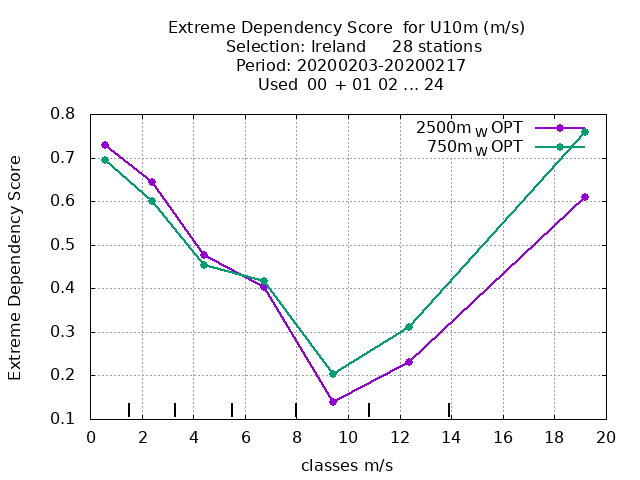 Extreme Dependency Score for U10m (m/s)
Selection: Ireland 28 stations
Period: 20200203-20200217
Used 00 + 01 02 ... 24
2500m W OPT
750m W OPT
Extreme Dependency Score
0.8
0.7
0.6
0.5
0.4
0.3
0.2
0.1
0 2 4 6 8 10 12 14 16 18 20
classes m/s